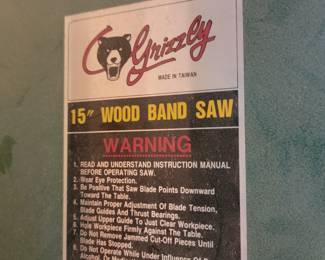 Grizzly
MADE IN TAIWAN
15" WOOD BAND SAW
WARNING
1. READ AND UNDERSTAND INSTRUCTION MANUAL
BEFORE OPERATING SAW.
2. Wear Eye Protection.
3. Be Positive That Saw Blade Points Downward
Toward The Table.
4. Maintain Proper Adjustment Of Blade Tension,
Blade Guides And Thrust Bearings.
5. Adjust Upper Guide To Just Clear Workpiece.
6. Hole Workpiece Firmly Against The Table.
7. Do Not Remove Jammed Cut-Off Pieces Until
Blade Has Stopped.
8. Do Not Operate While Under Influence Of
Alcohol, Or